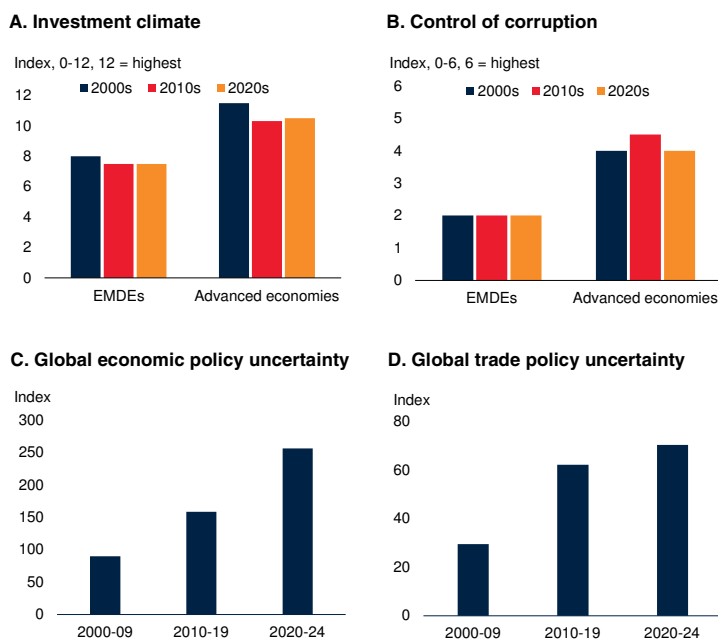 A. Investment climate
Index, 0-12, 12 = highest
2000s 2010s 2020s
12
10
8
6
4
2
0
EMDEs Advanced economies
B. Control of corruption
Index, 0-6, 6 = highest
6
2000s 2010s 2020s
5
4
3
2
1
0
EMDEs Advanced economies
C. Global economic policy uncertainty
Index
300
250
200
150
100
50
0
2000-09 2010-19 2020-24
D. Global trade policy uncertainty
Index
80
60
40
20
0
2000-09 2010-19 2020-24